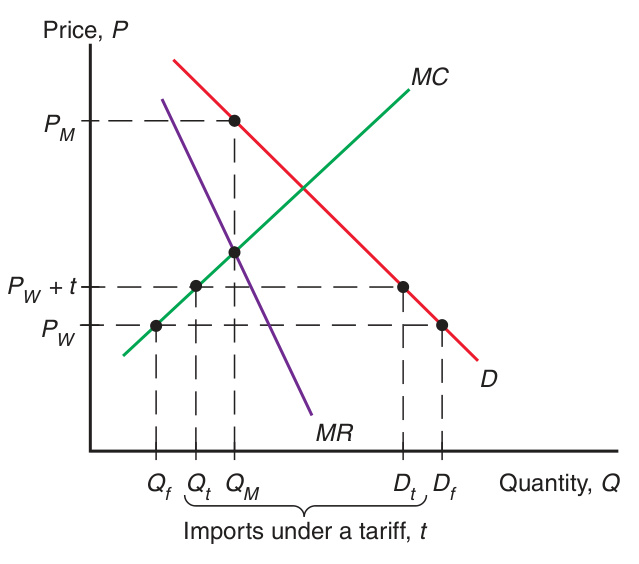 Price, P
MC
P_M
P_W + t
P_W
D
MR
Q_f Q_t Q_M D_t D_f Quantity, Q
Imports under a tariff, t